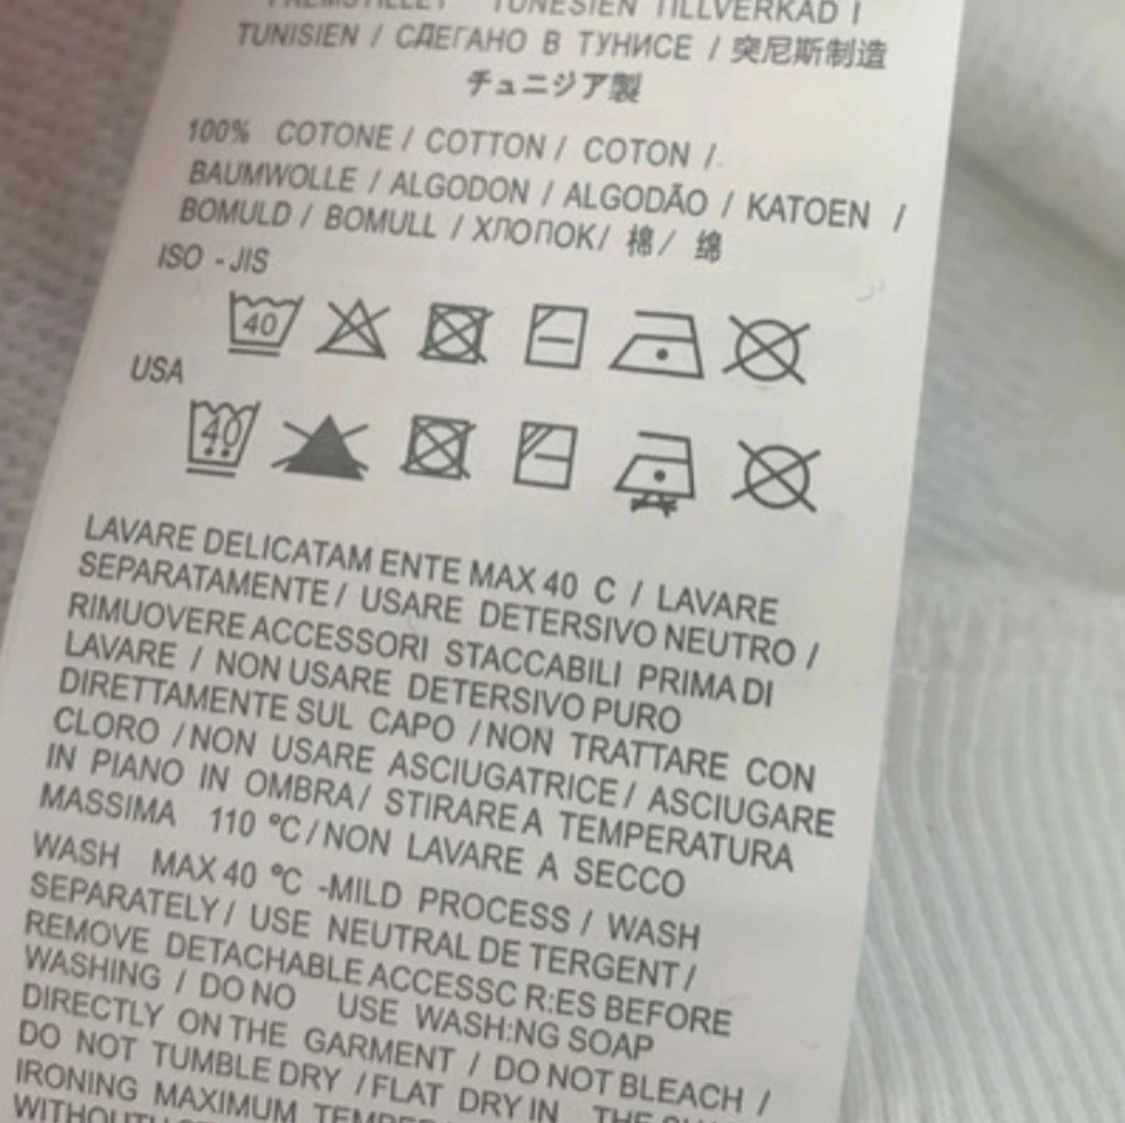 FREMSTILLET TUNESIEN TILLVERKAD I
TUNISIEN / СДЕГАНО В ТУНИСЕ / 突尼斯制造
チュニジア製
100% COTONE / COTTON / COTON /
BAUMWOLLE / ALGODON / ALGODÃO / KATOEN /
BOMULD / BOMULL / ХЛОПОК/ 棉/ 绵
ISO - JIS
40
USA
40
LAVARE DELICATAM ENTE MAX 40 C / LAVARE
SEPARATAMENTE / USARE DETERSIVO NEUTRO /
RIMUOVERE ACCESSORI STACCABILI PRIMA DI
LAVARE / NON USARE DETERSIVO PURO
DIRETTAMENTE SUL CAPO / NON TRATTARE CON
CLORO / NON USARE ASCIUGATRICE / ASCIUGARE
IN PIANO IN OMBRA/ STIRARE A TEMPERATURA
MASSIMA 110 °C / NON LAVARE A SECCO
WASH MAX 40 °C -MILD PROCESS / WASH
SEPARATELY / USE NEUTRAL DE TERGENT /
REMOVE DETACHABLE ACCESSC R:ES BEFORE
WASHING / DO NO USE WASH:NG SOAP
DIRECTLY ON THE GARMENT / DO NOT BLEACH /
DO NOT TUMBLE DRY / FLAT DRY IN THE
IRONING MAXIMUM